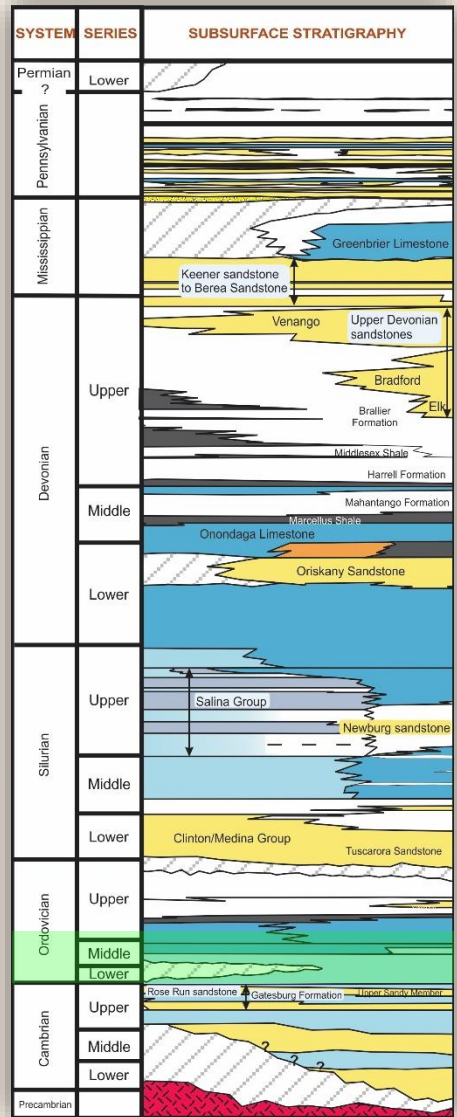 SYSTEM SERIES SUBSURFACE STRATIGRAPHY
Permian
?
Lower
Pennsylvanian
Mississippian
Greenbrier Limestone
Keener sandstone
to Berea Sandstone
Devonian
Upper
Venango
Upper Devonian
sandstones
Bradford
Elk
Brallier
Formation
Middlesex Shale
Harrell Formation
Middle
Mahantango Formation
Marcellus Shale
Onondaga Limestone
Lower
Oriskany Sandstone
Silurian
Upper
Salina Group
Newburg sandstone
Middle
Lower
Clinton/Medina Group
Tuscarora Sandstone
Ordovician
Upper
Middle
Lower
Cambrian
Rose Run sandstone
Gatesburg Formation
Upper Sandy Member
Upper
Middle
?
?
?
Lower
Precambrian